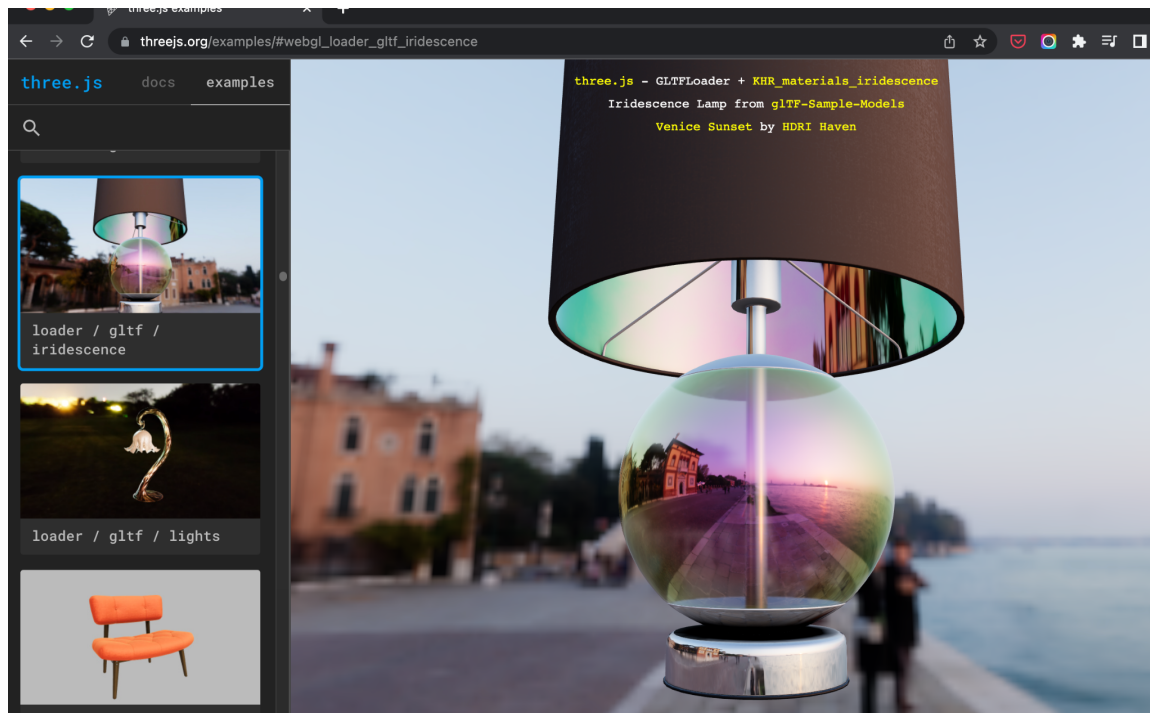 three.js examples
threejs.org/examples/#webgl_loader_gltf_iridescence
three.js docs examples
loader / gltf /
iridescence
loader / gltf / lights
three.js - GLTFLoader + KHR_materials_iridescence
Iridescence Lamp from glTF-Sample-Models
Venice Sunset by HDRI Haven